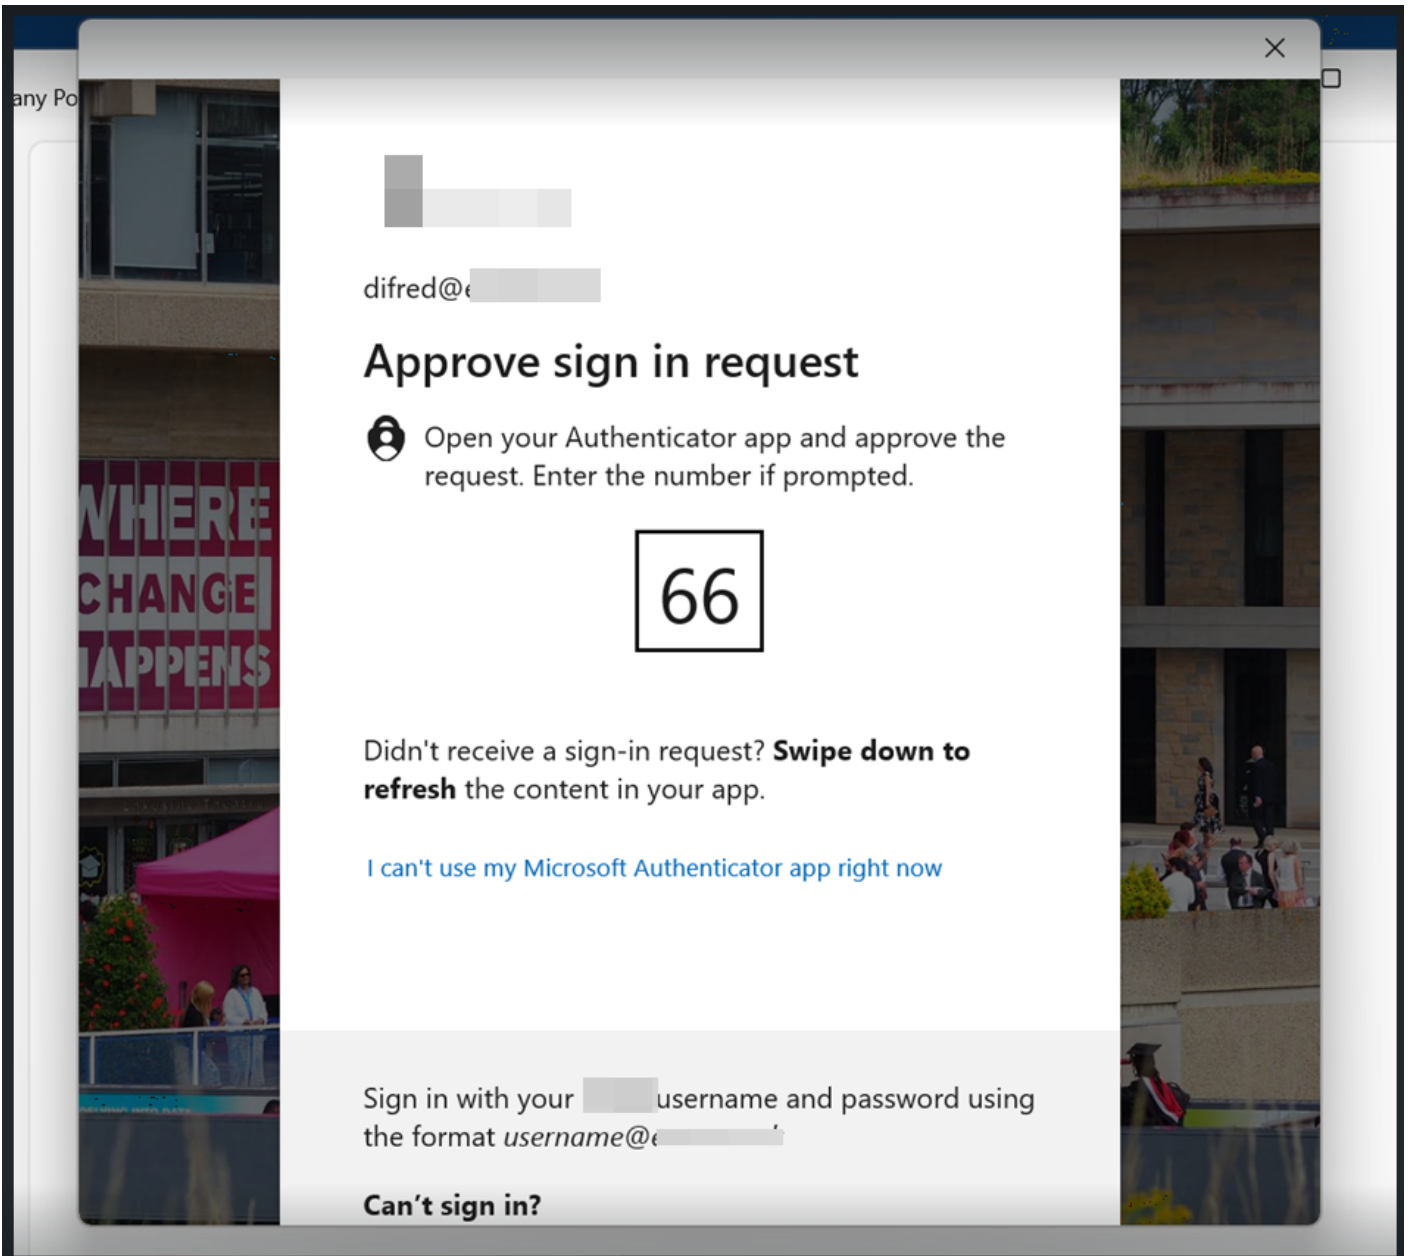 any Po
difred@
Approve sign in request
Open your Authenticator app and approve the
request. Enter the number if prompted.
66
WHERE
CHANGE
HAPPENS
Didn't receive a sign-in request? Swipe down to
refresh the content in your app.
I can't use my Microsoft Authenticator app right now
Sign in with your username and password using
the format username@
Can't sign in?